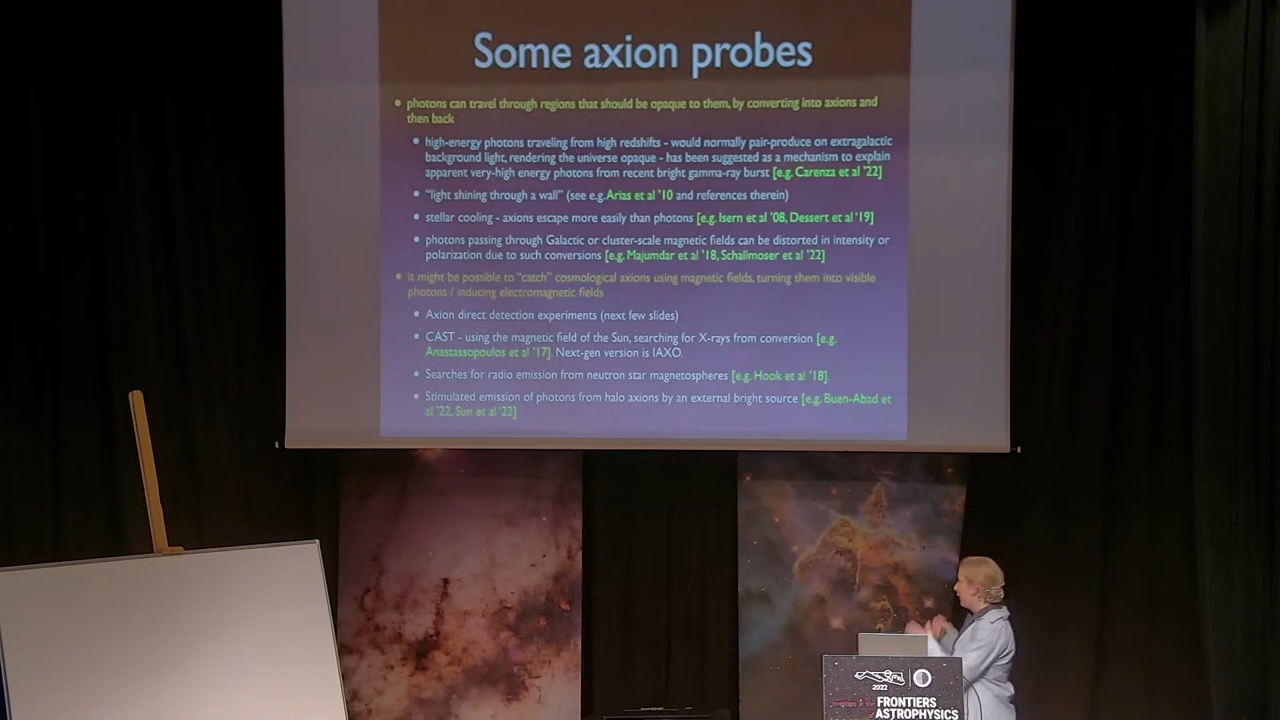 Some axion probes
• photons can travel through regions that should be opaque to them, by converting into axions and
then back
• high-energy photons traveling from high redshifts - would normally pair-produce on extragalactic
background light, rendering the universe opaque - has been suggested as a mechanism to explain
apparent very-high energy photons from recent bright gamma-ray burst [e.g. Carenza et al '22]
• "light shining through a wall" (see e.g. Arias et al '10 and references therein)
• stellar cooling - axions escape more easily than photons [e.g. Isern et al '08, Dessert et al '19]
• photons passing through Galactic or cluster-scale magnetic fields can be distorted in intensity or
polarization due to such conversions [e.g. Majumdar et al '18, Schallmoser et al '22]
• it might be possible to "catch" cosmological axions using magnetic fields, turning them into visible
photons / inducing electromagnetic fields
• Axion direct detection experiments (next few slides)
• CAST - using the magnetic field of the Sun, searching for X-rays from conversion [e.g.
Anastassopoulos et al '17]. Next-gen version is IAXO.
• Searches for radio emission from neutron star magnetospheres [e.g. Hook et al '18].
• Stimulated emission of photons from halo axions by an external bright source [e.g. Buen-Abad et
al '22, Sun et al '22]
2022
FRONTIERS
ASTROPHYSICS